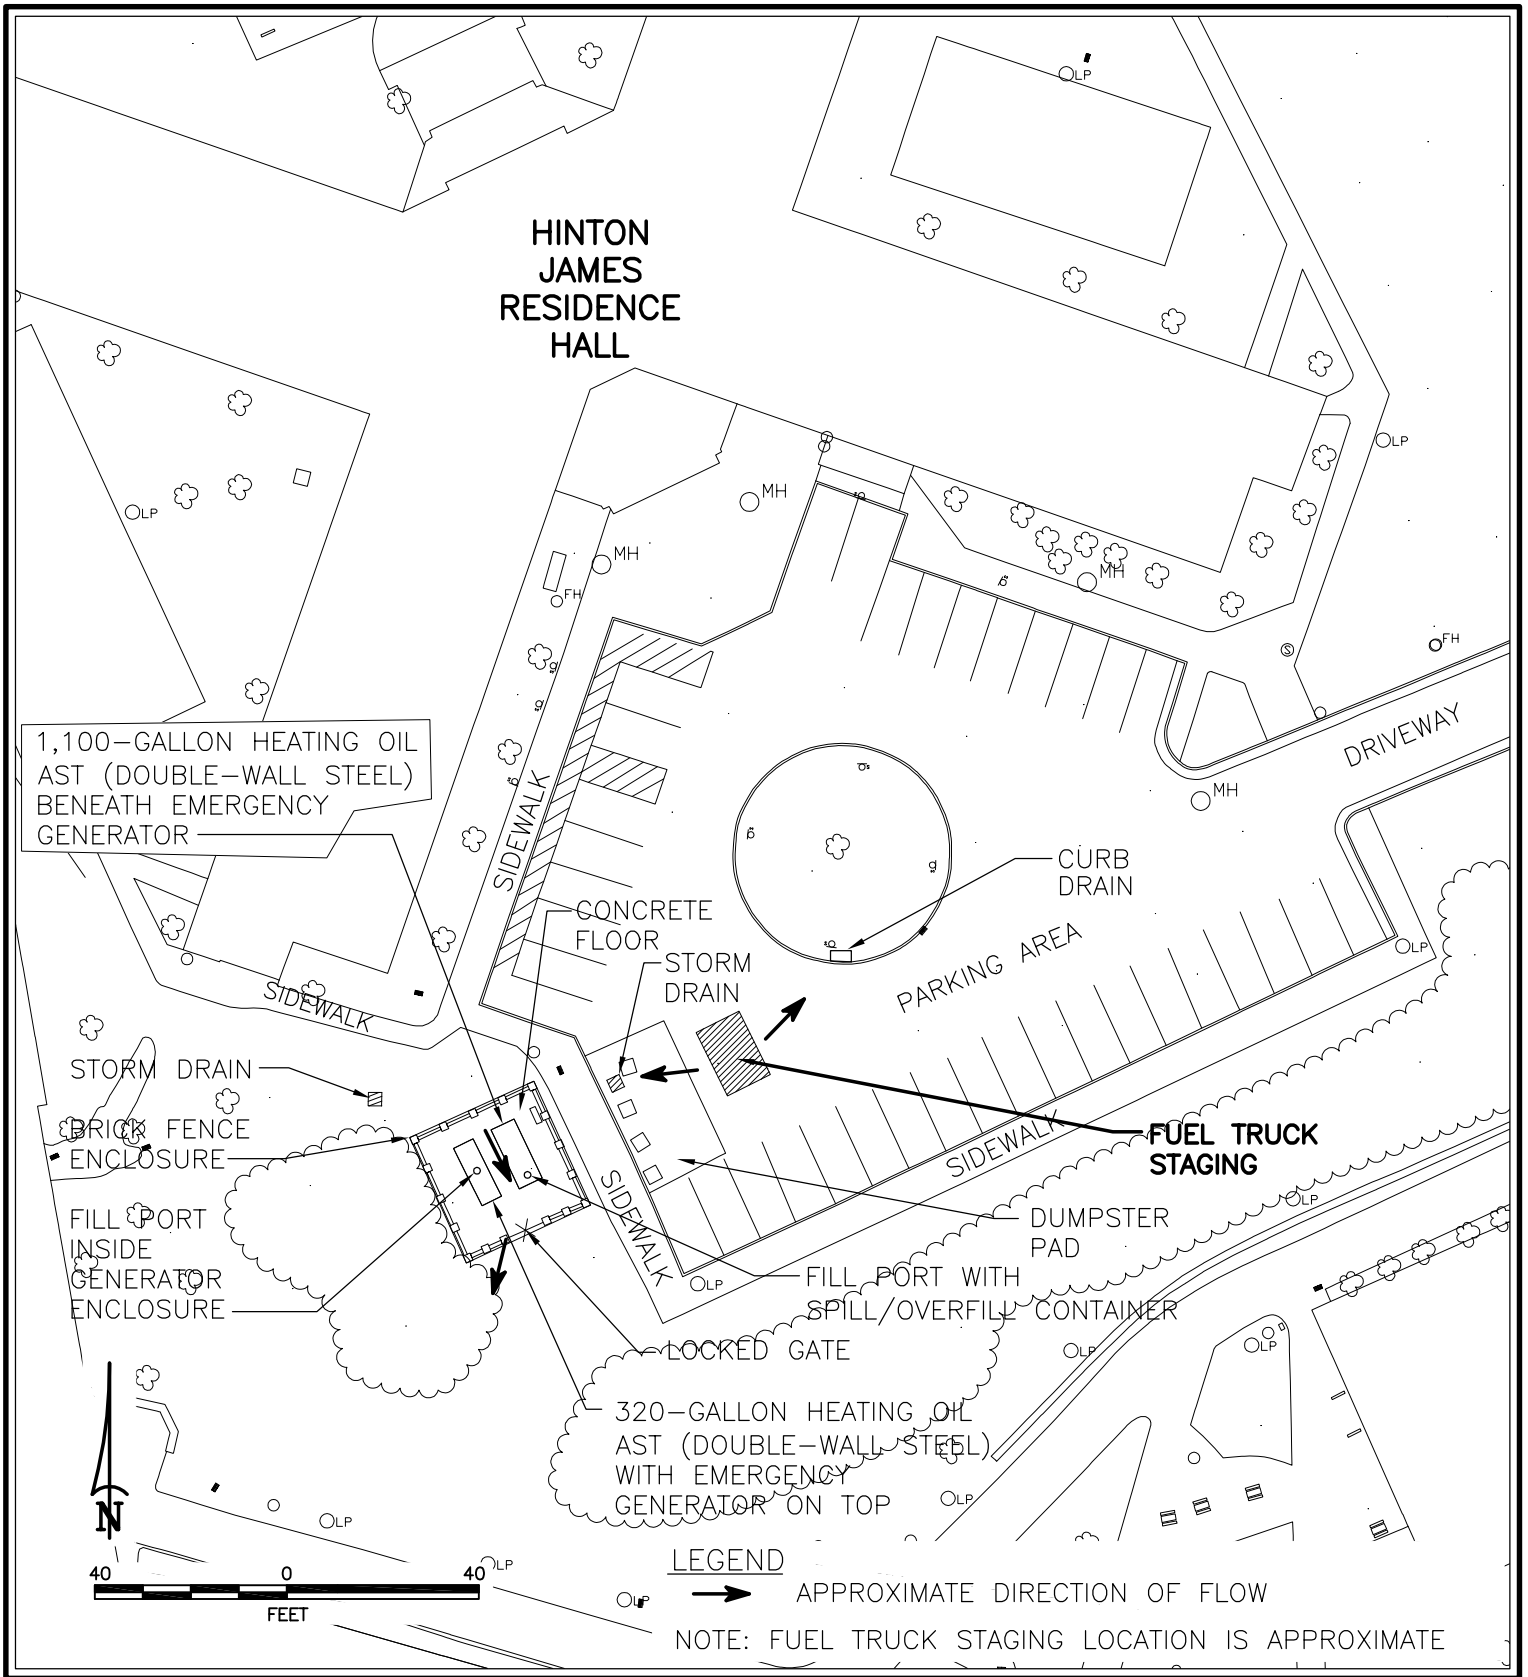 LP
HINTON
JAMES
RESIDENCE
HALL
LP
LP
MH
MH
MH
FH
S
FH
1,100-GALLON HEATING OIL
AST (DOUBLE-WALL STEEL)
BENEATH EMERGENCY
GENERATOR
DRIVEWAY
MH
SIDEWALK
CURB
DRAIN
CONCRETE
FLOOR
STORM
DRAIN
PARKING AREA
LP
SIDEWALK
STORM DRAIN
BRICK FENCE
ENCLOSURE
FUEL TRUCK
STAGING
SIDEWALK
SIDEWALK
LP
FILL PORT
INSIDE
GENERATOR
ENCLOSURE
DUMPSTER
PAD
LP
FILL PORT WITH
SPILL/OVERFILL CONTAINER
LOCKED GATE
LP
LP
320-GALLON HEATING OIL
AST (DOUBLE-WALL STEEL)
WITH EMERGENCY
GENERATOR ON TOP
LP
N
LP
LP
40 0 40
FEET
LP
LEGEND
APPROXIMATE DIRECTION OF FLOW
NOTE: FUEL TRUCK STAGING LOCATION IS APPROXIMATE